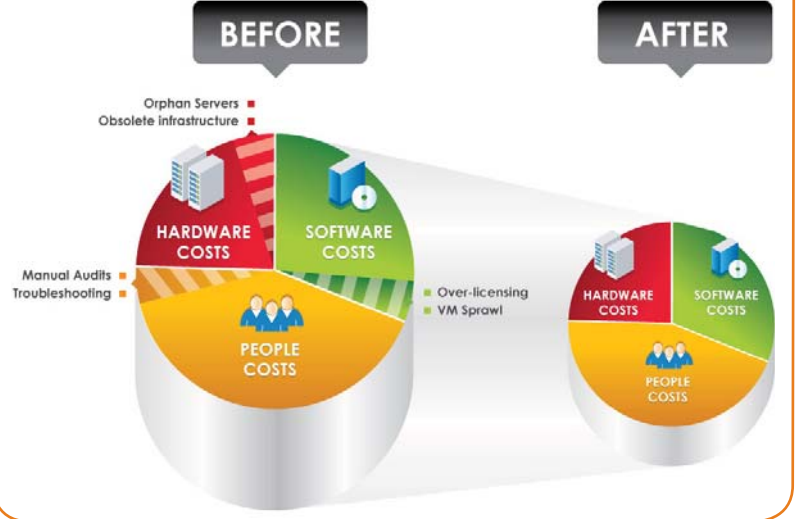 BEFORE
AFTER
Orphan Servers
Obsolete infrastructure
HARDWARE
COSTS
SOFTWARE
COSTS
Manual Audits
Troubleshooting
Over-licensing
VM Sprawl
PEOPLE
COSTS
HARDWARE
COSTS
SOFTWARE
COSTS
PEOPLE
COSTS